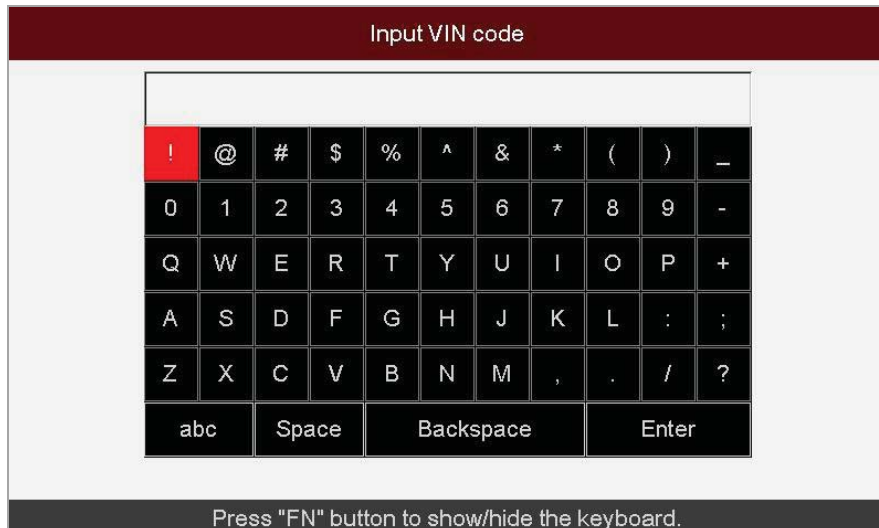 Input VIN code
! @ # $ % ^ & * ( ) _
0 1 2 3 4 5 6 7 8 9 -
Q W E R T Y U I O P +
A S D F G H J K L : ;
Z X C V B N M , . / ?
abc Space Backspace Enter
Press "FN" button to show/hide the keyboard.